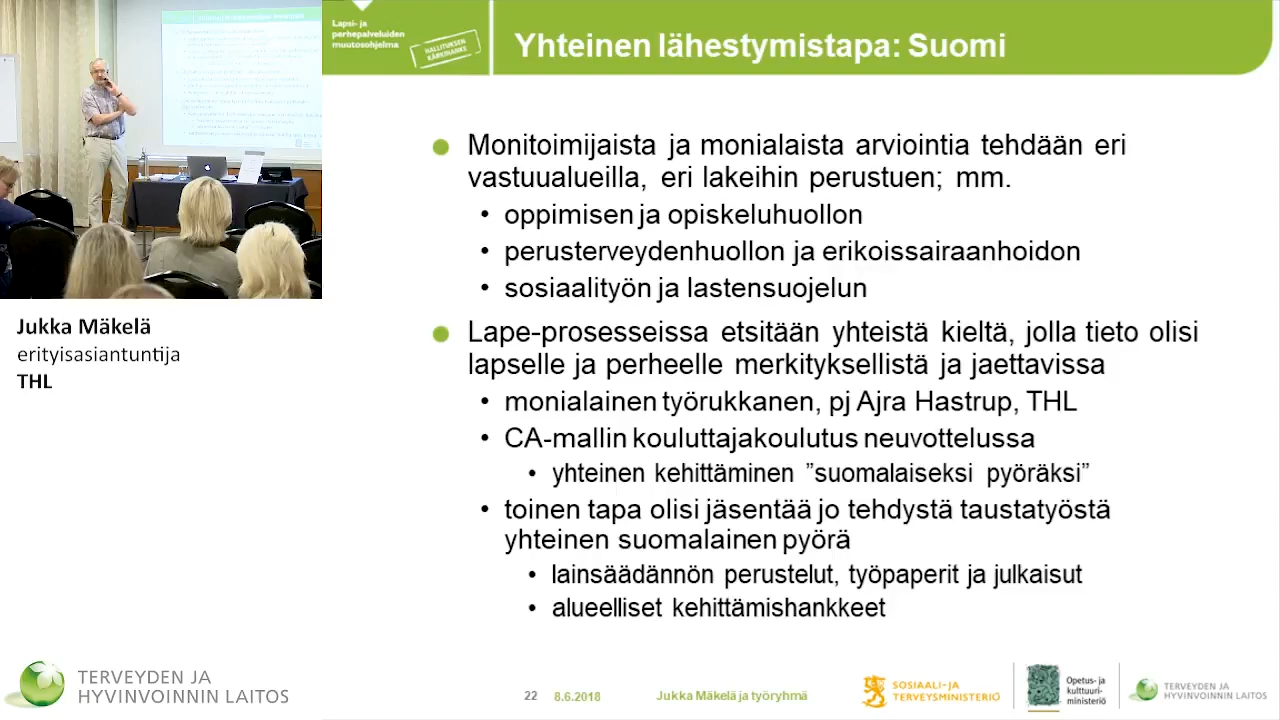 Lapsi- ja
perhepalveluiden
muutosohjelma
HALLITUKSEN
KÄRKIHANKE
Yhteinen lähestymistapa: Suomi
Monitoimijaista ja monialaista arviointia tehdään eri
vastuualueilla, eri lakeihin perustuen; mm.
• oppimisen ja opiskeluhuollon
• perusterveydenhuollon ja erikoissairaanhoidon
• sosiaalityön ja lastensuojelun
Lape-prosesseissa etsitään yhteistä kieltä, jolla tieto olisi
lapselle ja perheelle merkityksellistä ja jaettavissa
• monialainen työrukkanen, pj Ajra Hastrup, THL
• CA-mallin kouluttajakoulutus neuvottelussa
• yhteinen kehittäminen ”suomalaiseksi pyöräksi”
• toinen tapa olisi jäsentää jo tehdystä taustatyöstä
yhteinen suomalainen pyörä
• lainsäädännön perustelut, työpaperit ja julkaisut
• alueelliset kehittämishankkeet
Jukka Mäkelä
erityisasiantuntija
THL
TERVEYDEN JA
HYVINVOINNIN LAITOS
22
8.6.2018
Jukka Mäkelä ja työryhmä
SOSIAALI- JA
TERVEYSMINISTERIÖ
Opetus- ja
kulttuuri-
ministeriö
TERVEYDEN JA
HYVINVOINNIN LAITOS